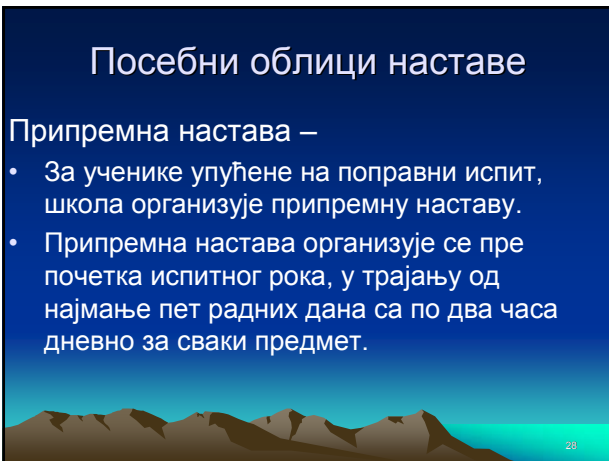 Посебни облици наставе
Припремна настава –
• За ученике упућене на поправни испит,
школа организује припремну наставу.
• Припремна настава организује се пре
почетка испитног рока, у трајању од
најмање пет радних дана са по два часа
дневно за сваки предмет.
28